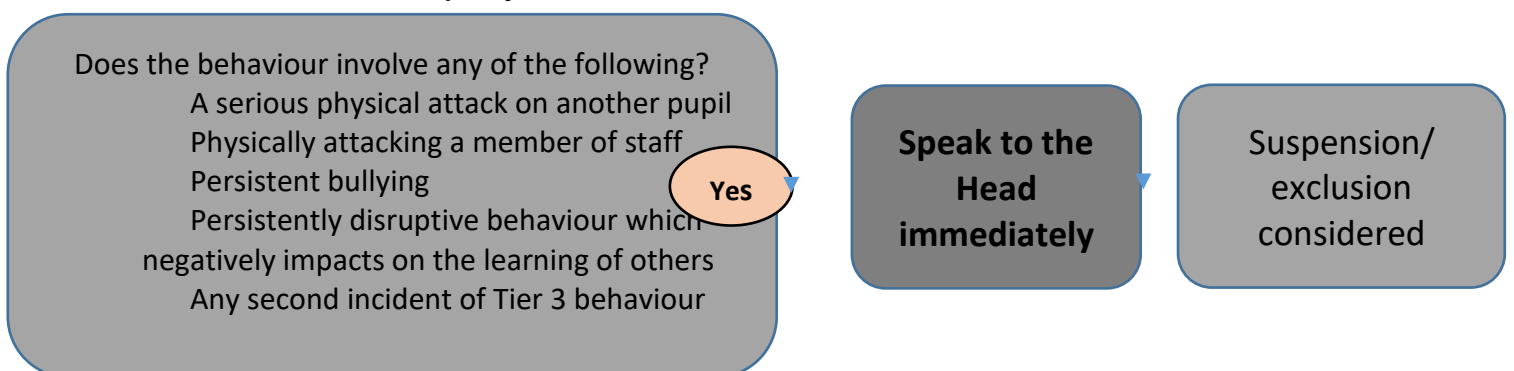 Does the behaviour involve any of the following?
A serious physical attack on another pupil
Physically attacking a member of staff
Persistent bullying
Persistently disruptive behaviour which
negatively impacts on the learning of others
Any second incident of Tier 3 behaviour
Yes
Speak to the
Head
immediately
Suspension/
exclusion
considered